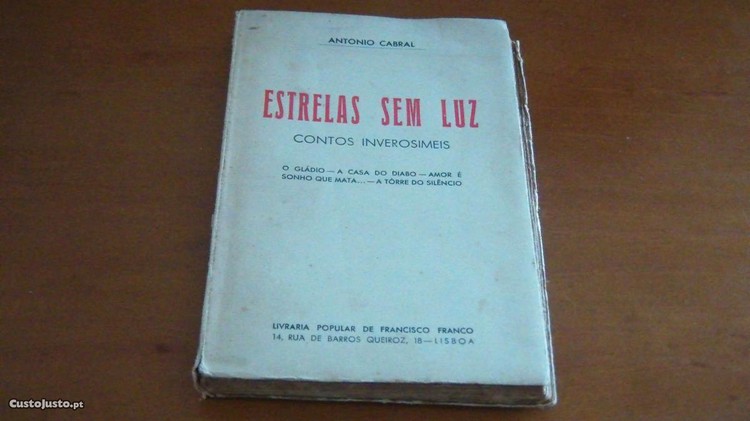 ANTONIO CABRAL
ESTRELAS SEM LUZ
CONTOS INVEROSIMEIS
O GLÁDIO — A CASA DO DIABO — AMOR É
SONHO QUE MATA... — A TÔRRE DO SILÊNCIO
LIVRARIA POPULAR DE FRANCISCO FRANCO
14, RUA DE BARROS QUEIROZ, 18 — LISBOA
CustoJusto.pt